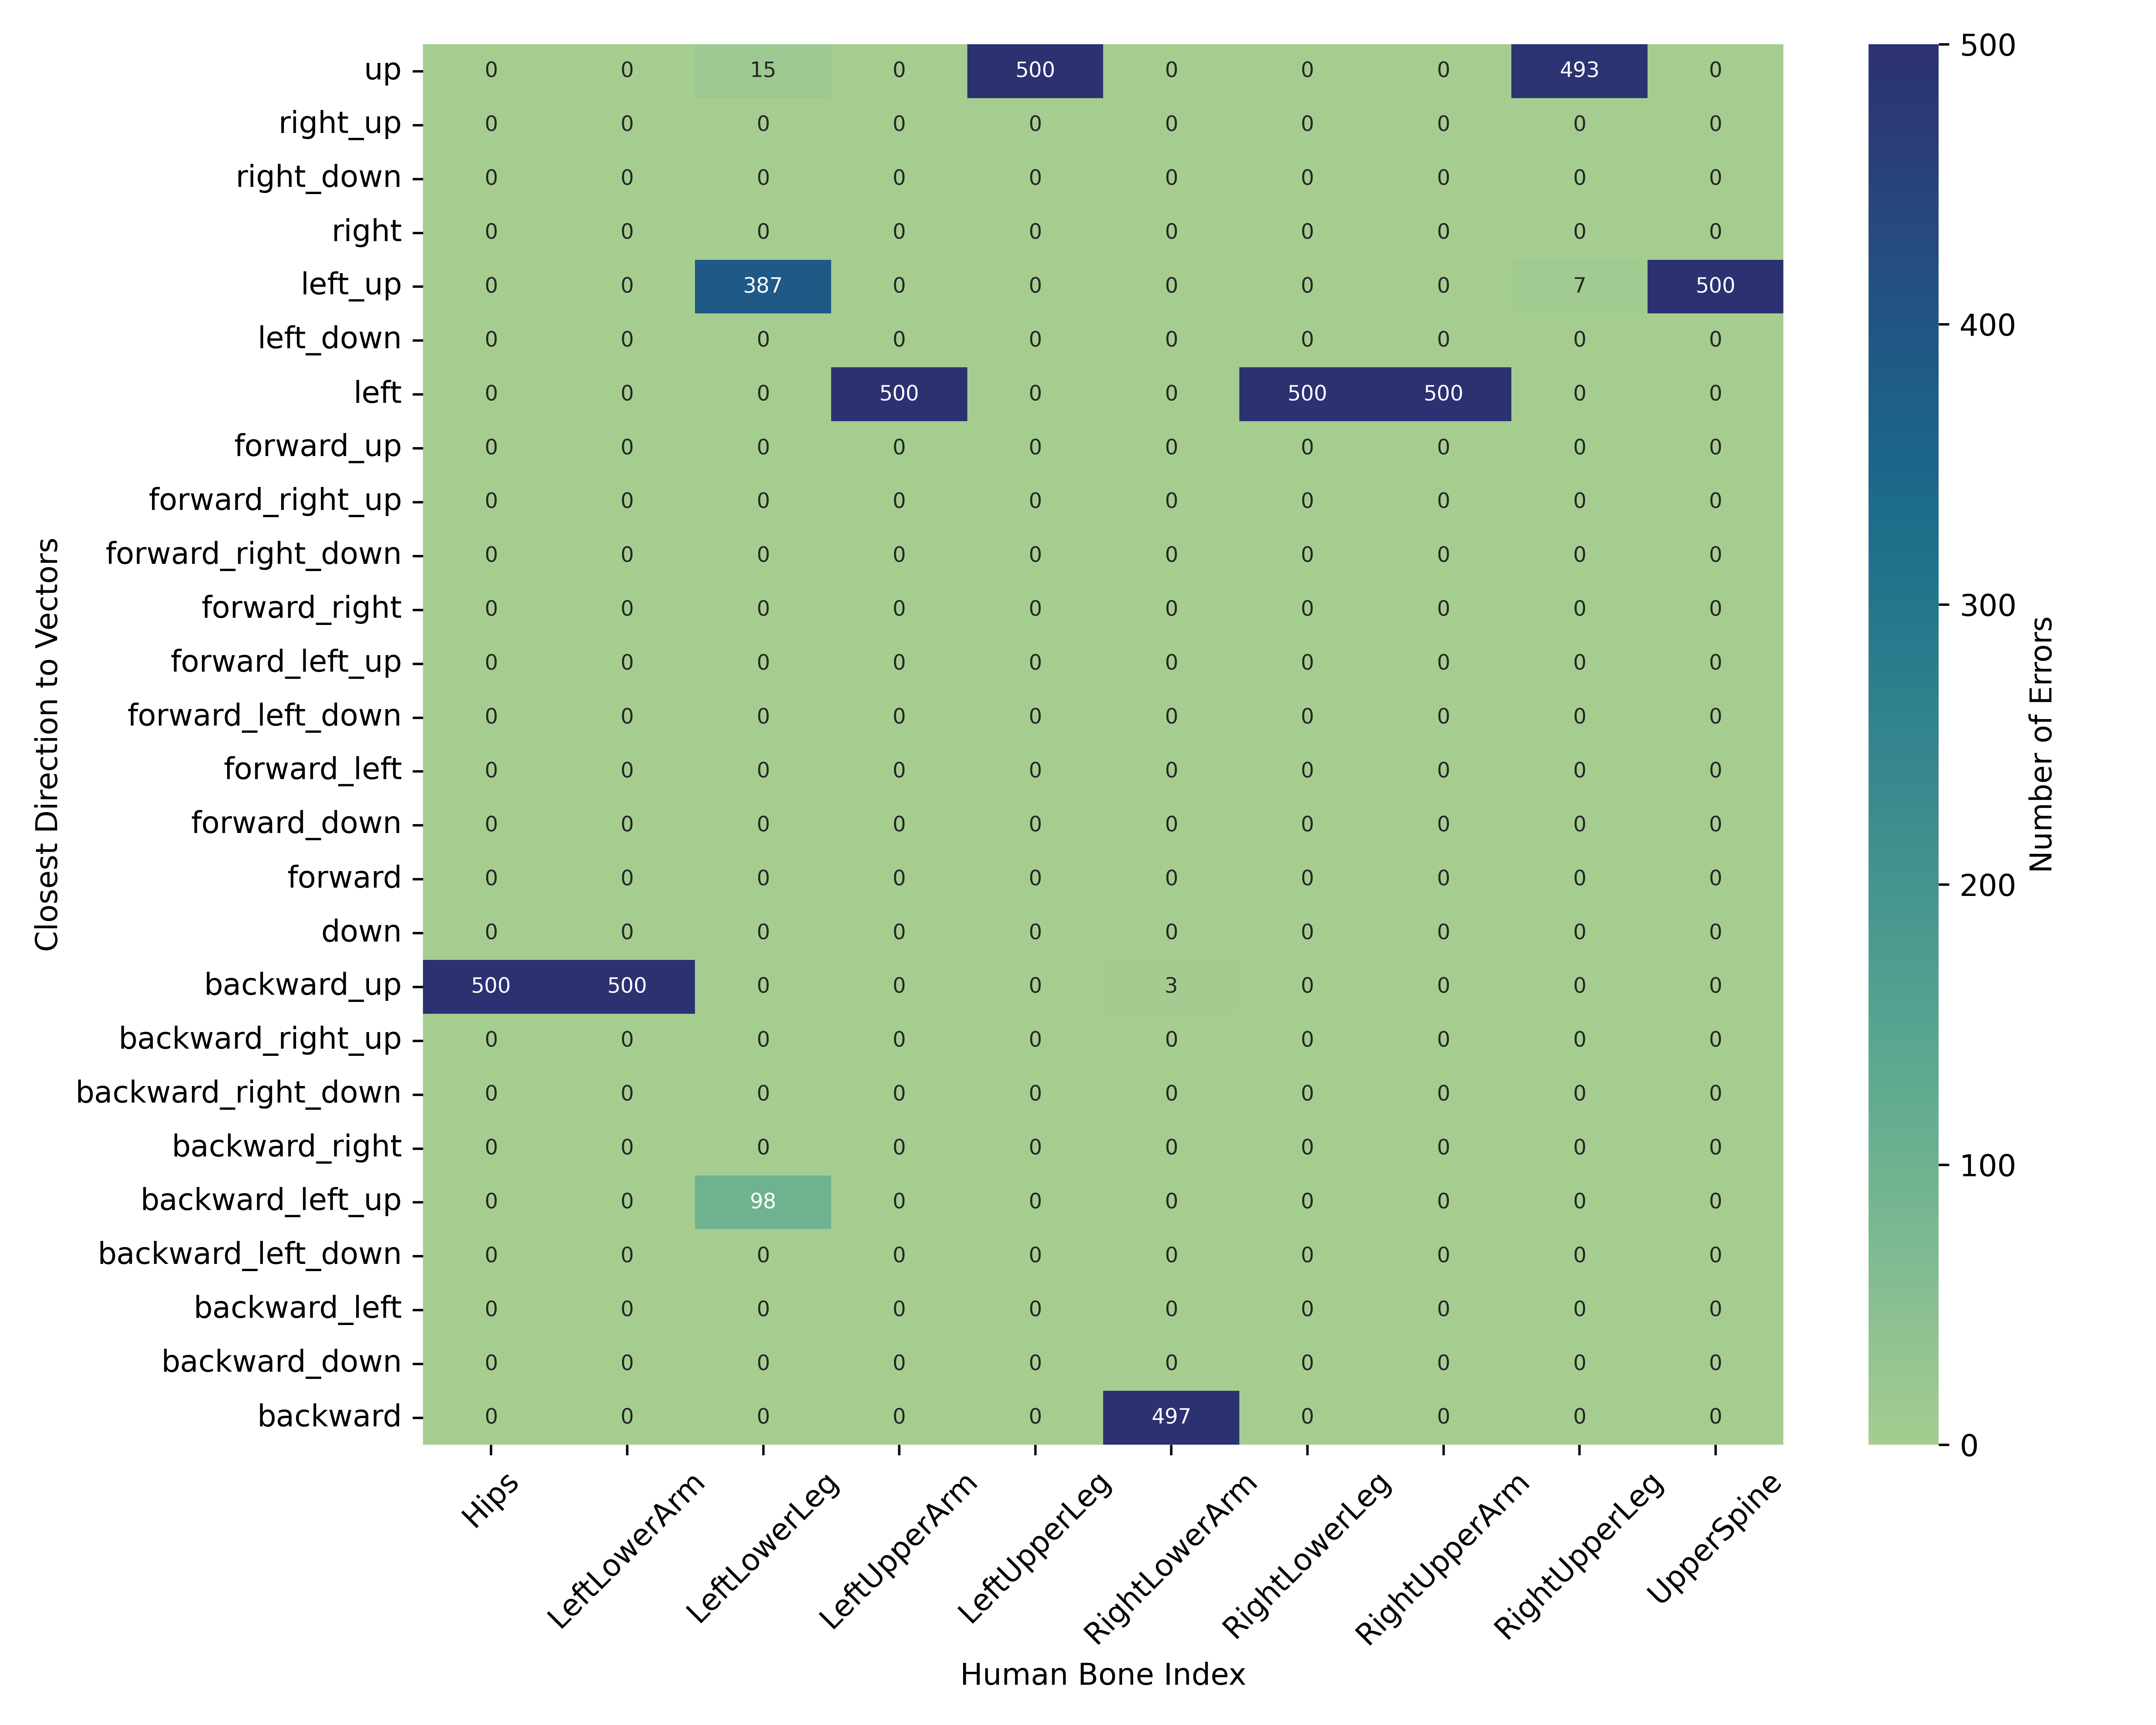 up 0 0 15 0 500 0 0 0 493 0
right_up 0 0 0 0 0 0 0 0 0 0
right_down 0 0 0 0 0 0 0 0 0 0
right 0 0 0 0 0 0 0 0 0 0
left_up 0 0 387 0 0 0 0 0 7 500
left_down 0 0 0 0 0 0 0 0 0 0
left 0 0 0 500 0 0 500 500 0 0
forward_up 0 0 0 0 0 0 0 0 0 0
forward_right_up 0 0 0 0 0 0 0 0 0 0
forward_right_down 0 0 0 0 0 0 0 0 0 0
forward_right 0 0 0 0 0 0 0 0 0 0
forward_left_up 0 0 0 0 0 0 0 0 0 0
forward_left_down 0 0 0 0 0 0 0 0 0 0
forward_left 0 0 0 0 0 0 0 0 0 0
forward_down 0 0 0 0 0 0 0 0 0 0
forward 0 0 0 0 0 0 0 0 0 0
down 0 0 0 0 0 0 0 0 0 0
backward_up 500 500 0 0 0 3 0 0 0 0
backward_right_up 0 0 0 0 0 0 0 0 0 0
backward_right_down 0 0 0 0 0 0 0 0 0 0
backward_right 0 0 0 0 0 0 0 0 0 0
backward_left_up 0 0 98 0 0 0 0 0 0 0
backward_left_down 0 0 0 0 0 0 0 0 0 0
backward_left 0 0 0 0 0 0 0 0 0 0
backward_down 0 0 0 0 0 0 0 0 0 0
backward 0 0 0 0 0 497 0 0 0 0
Closest Direction to Vectors
Hips LeftLowerArm LeftLowerLeg LeftUpperArm LeftUpperLeg RightLowerArm RightLowerLeg RightUpperArm RightUpperLeg UpperSpine
Human Bone Index
500
400
300
200
100
0
Number of Errors